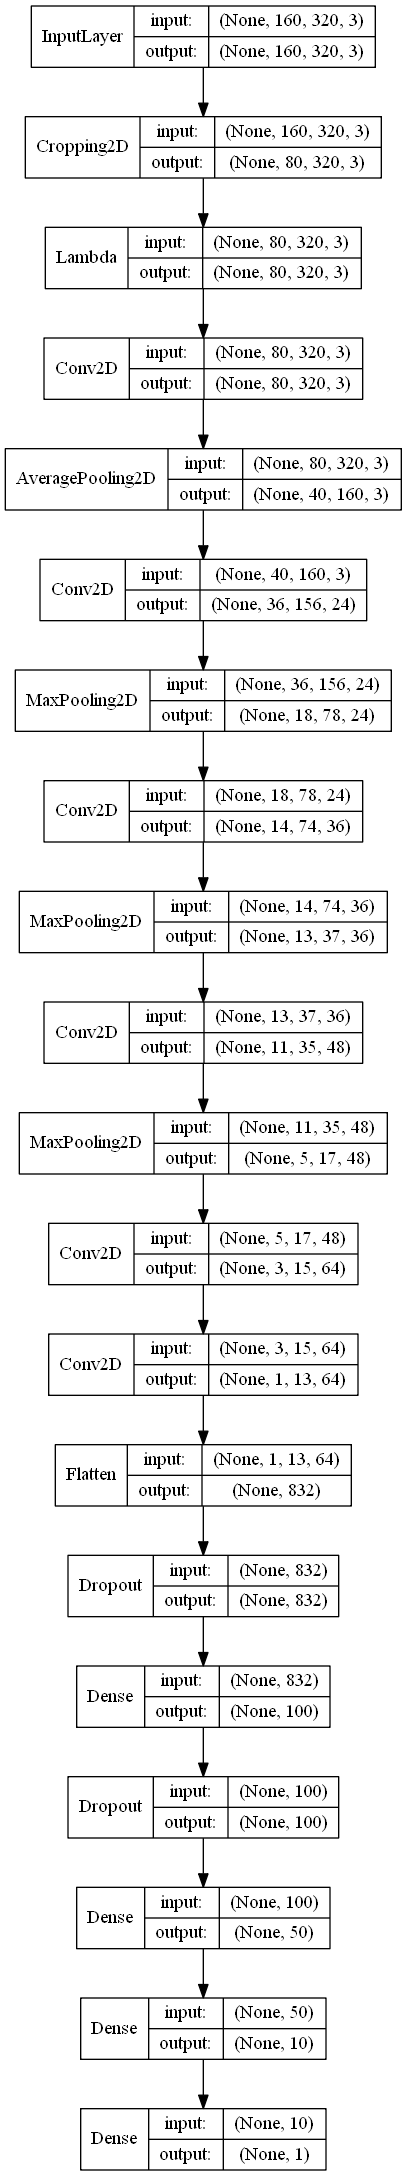 InputLayer
input: (None, 160, 320, 3)
output: (None, 160, 320, 3)
Cropping2D
input: (None, 160, 320, 3)
output: (None, 80, 320, 3)
Lambda
input: (None, 80, 320, 3)
output: (None, 80, 320, 3)
Conv2D
input: (None, 80, 320, 3)
output: (None, 80, 320, 3)
AveragePooling2D
input: (None, 80, 320, 3)
output: (None, 40, 160, 3)
Conv2D
input: (None, 40, 160, 3)
output: (None, 36, 156, 24)
MaxPooling2D
input: (None, 36, 156, 24)
output: (None, 18, 78, 24)
Conv2D
input: (None, 18, 78, 24)
output: (None, 14, 74, 36)
MaxPooling2D
input: (None, 14, 74, 36)
output: (None, 13, 37, 36)
Conv2D
input: (None, 13, 37, 36)
output: (None, 11, 35, 48)
MaxPooling2D
input: (None, 11, 35, 48)
output: (None, 5, 17, 48)
Conv2D
input: (None, 5, 17, 48)
output: (None, 3, 15, 64)
Conv2D
input: (None, 3, 15, 64)
output: (None, 1, 13, 64)
Flatten
input: (None, 1, 13, 64)
output: (None, 832)
Dropout
input: (None, 832)
output: (None, 832)
Dense
input: (None, 832)
output: (None, 100)
Dropout
input: (None, 100)
output: (None, 100)
Dense
input: (None, 100)
output: (None, 50)
Dense
input: (None, 50)
output: (None, 10)
Dense
input: (None, 10)
output: (None, 1)